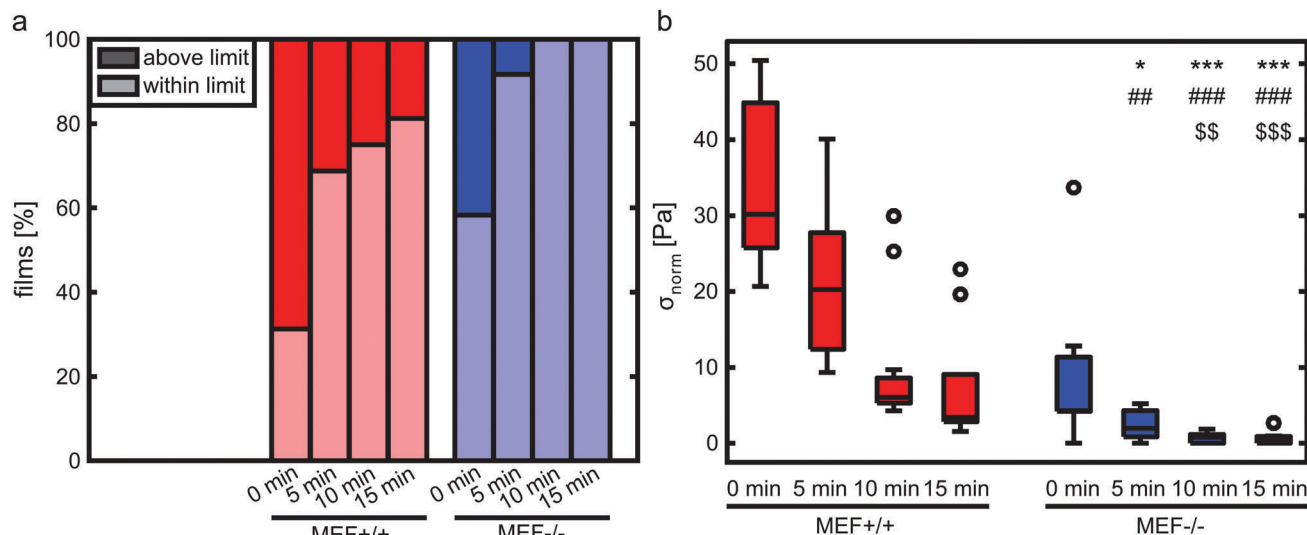 a
100
80
60
40
20
0
films [%]
above limit
within limit
0 min 5 min 10 min 15 min 0 min 5 min 10 min 15 min
MEF+/+ MEF-/-
b
50
40
30
20
10
0
σnorm [Pa]
* *** ***
## ### ###
$$ $$$
0 min 5 min 10 min 15 min 0 min 5 min 10 min 15 min
MEF+/+ MEF-/-